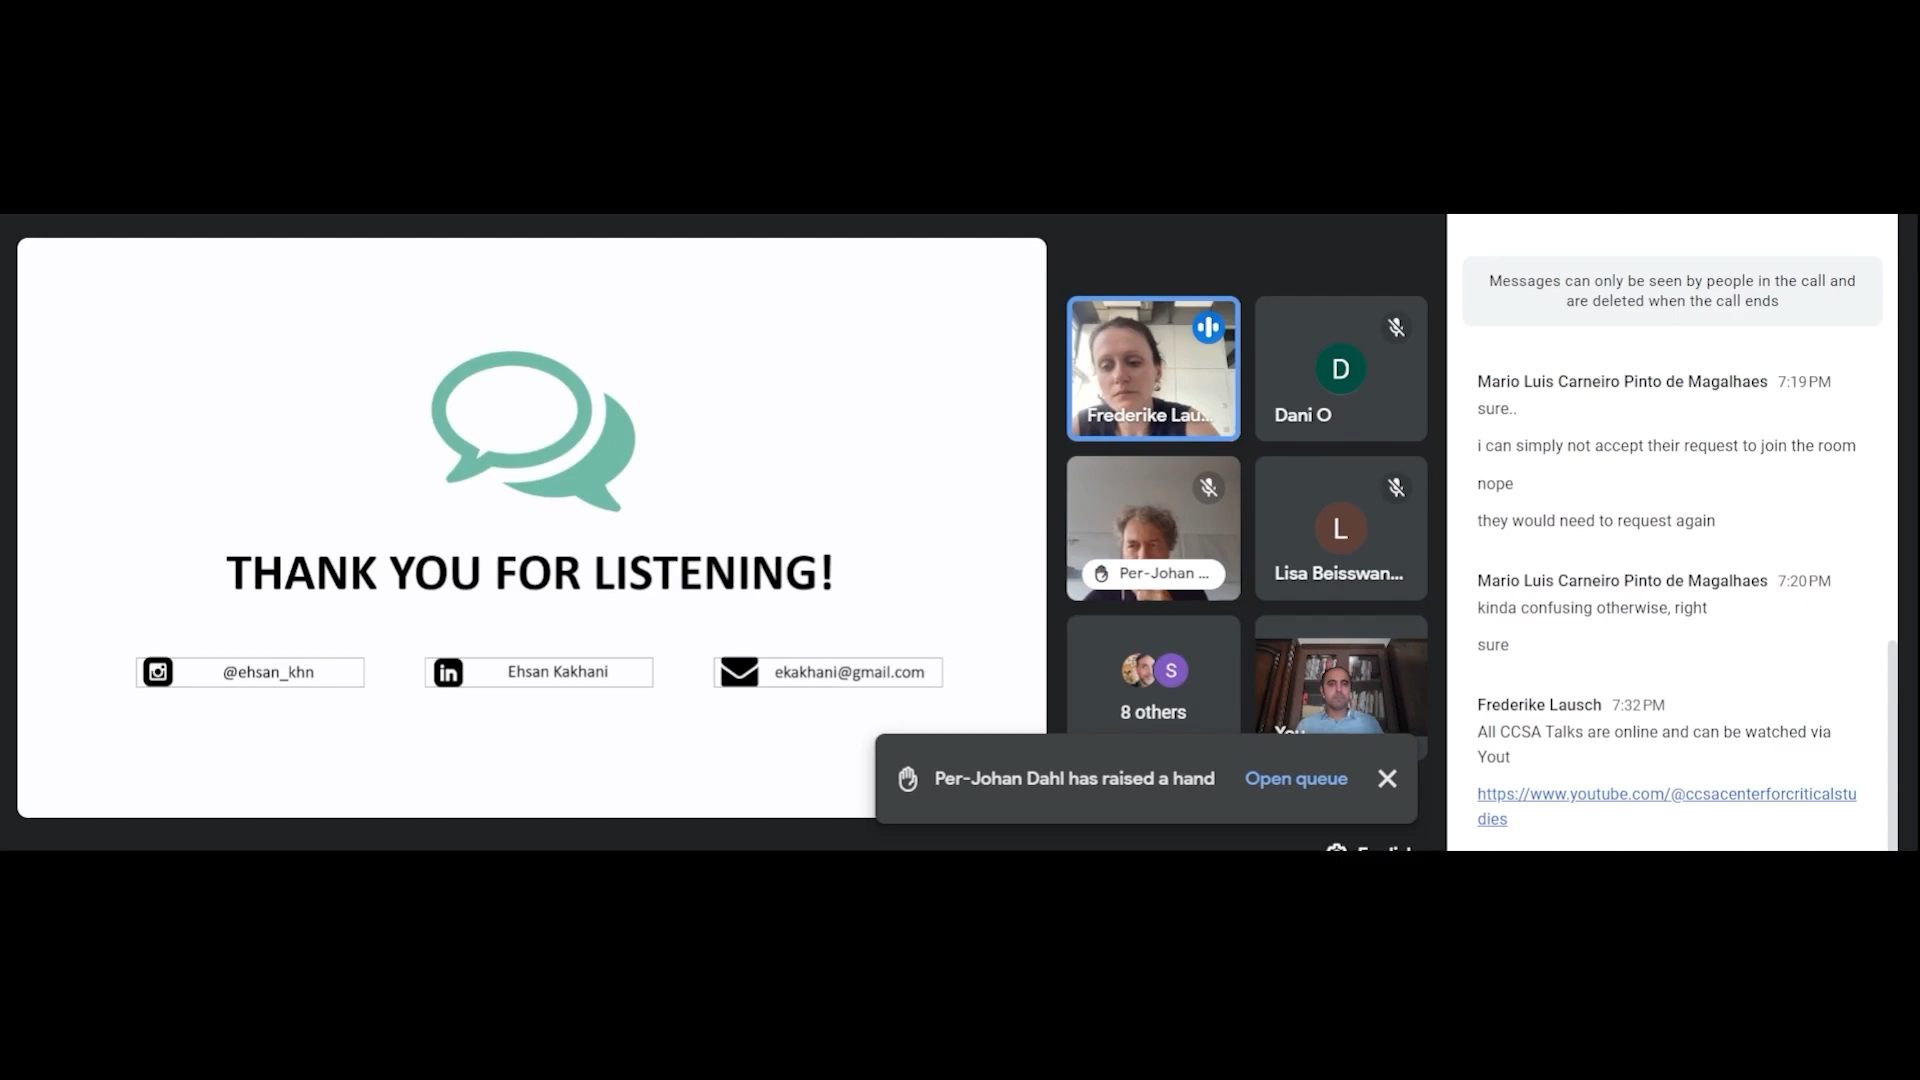 THANK YOU FOR LISTENING!
@ehsan_khn
in
Ehsan Kakhani
ekakhani@gmail.com
Frederike Lau...
D
Dani O
Per-Johan ...
L
Lisa Beisswan...
S
8 others
You
Per-Johan Dahl has raised a hand
Open queue
Messages can only be seen by people in the call and
are deleted when the call ends
Mario Luis Carneiro Pinto de Magalhaes 7:19 PM
sure..
i can simply not accept their request to join the room
nope
they would need to request again
Mario Luis Carneiro Pinto de Magalhaes 7:20 PM
kinda confusing otherwise, right
sure
Frederike Lausch 7:32 PM
All CCSA Talks are online and can be watched via
Yout
https://www.youtube.com/@ccsacenterforcriticalstu
dies